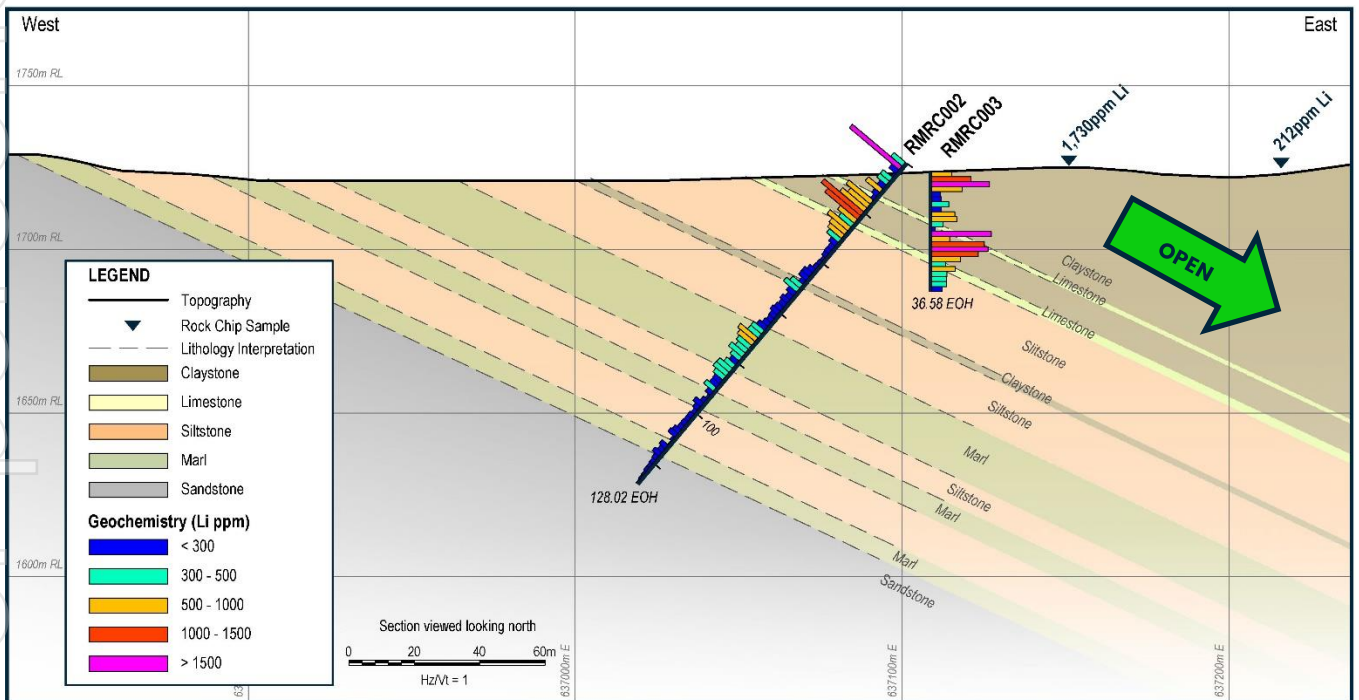 West
East
1750m RL
1,730ppm Li
212ppm Li
RMRC002
RMRC003
1700m RL
OPEN
36.58 EOH
Claystone
Limestone
Limestone
Slitstone
Claystone
Siltstone
1650m RL
100
Marl
Siltstone
Marl
128.02 EOH
Marl
Sandstone
1600m RL
LEGEND
Topography
Rock Chip Sample
Lithology Interpretation
Claystone
Limestone
Siltstone
Marl
Sandstone
Geochemistry (Li ppm)
< 300
300 - 500
500 - 1000
1000 - 1500
> 1500
Section viewed looking north
0 20 40 60m
Hz/Vt = 1
637000m E
637100m E
637200m E